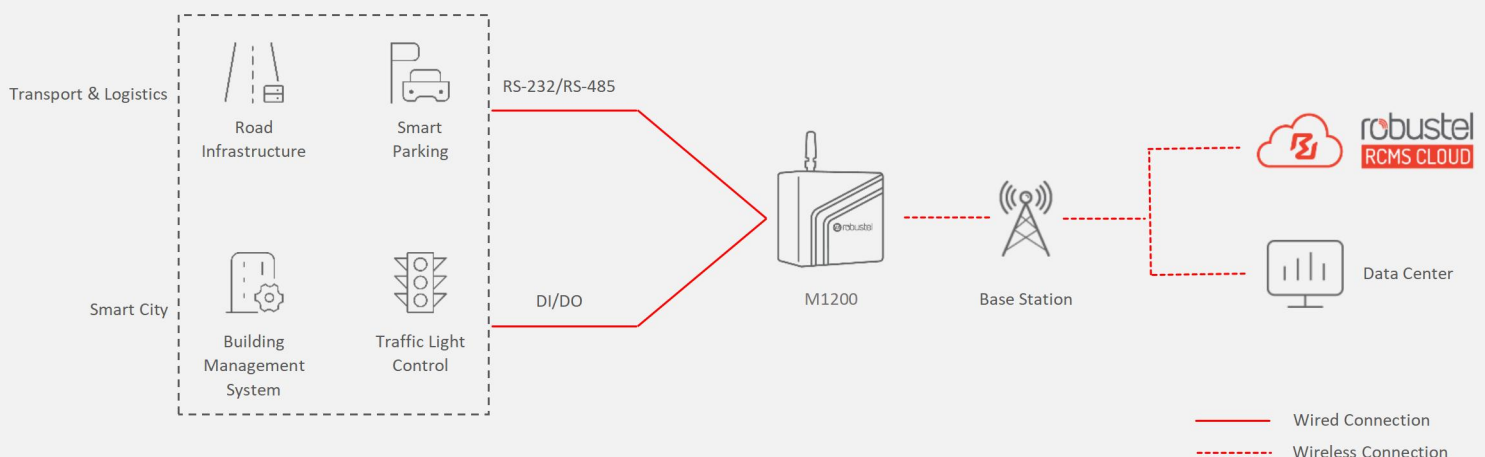 Transport & Logistics
Road
Infrastructure
Smart
Parking
RS-232/RS-485
Smart City
Building
Management
System
Traffic Light
Control
DI/DO
robustel
M1200
Base Station
robustel
RCMS CLOUD
Data Center
Wired Connection
Wireless Connection